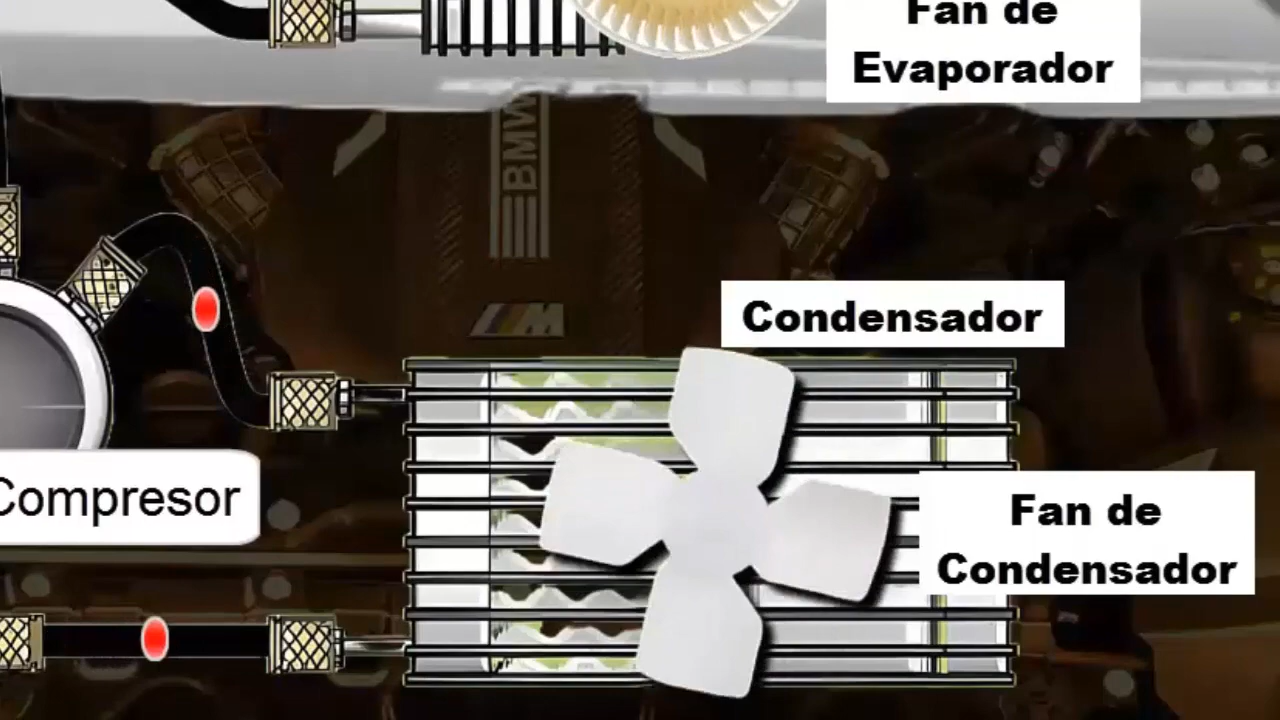 Fan de
Evaporador
BMW
M
Condensador
Compresor
Fan de
Condensador